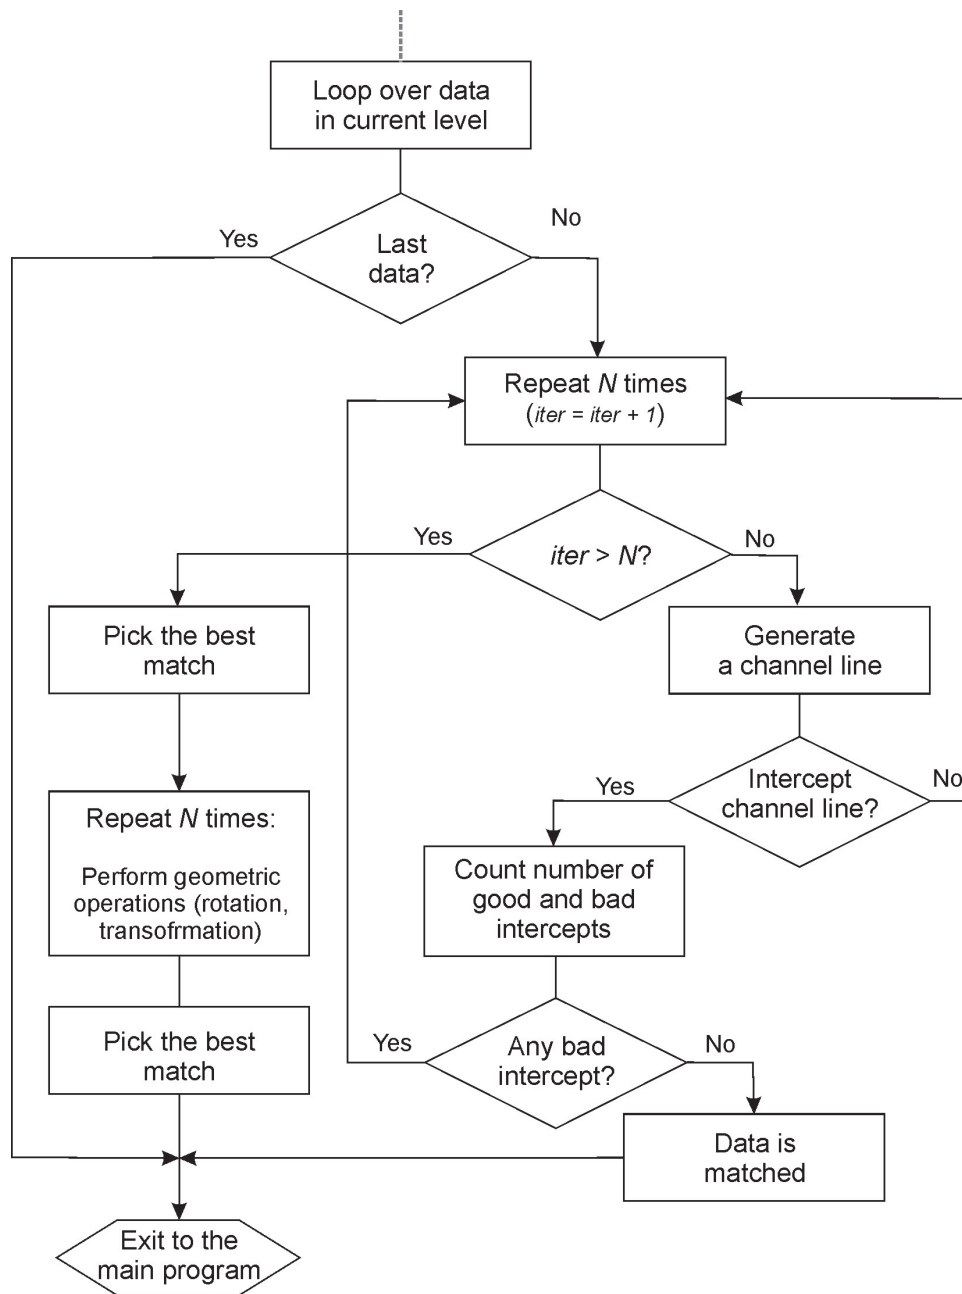 Loop over data
in current level
Yes
No
Last
data?
Repeat N times
(iter = iter + 1)
Yes
No
iter > N?
Pick the best
match
Generate
a channel line
Repeat N times:
Perform geometric
operations (rotation,
transofrmation)
Yes
Intercept
channel line?
No
Count number of
good and bad
intercepts
Pick the best
match
Yes
Any bad
intercept?
No
Data is
matched
Exit to the
main program